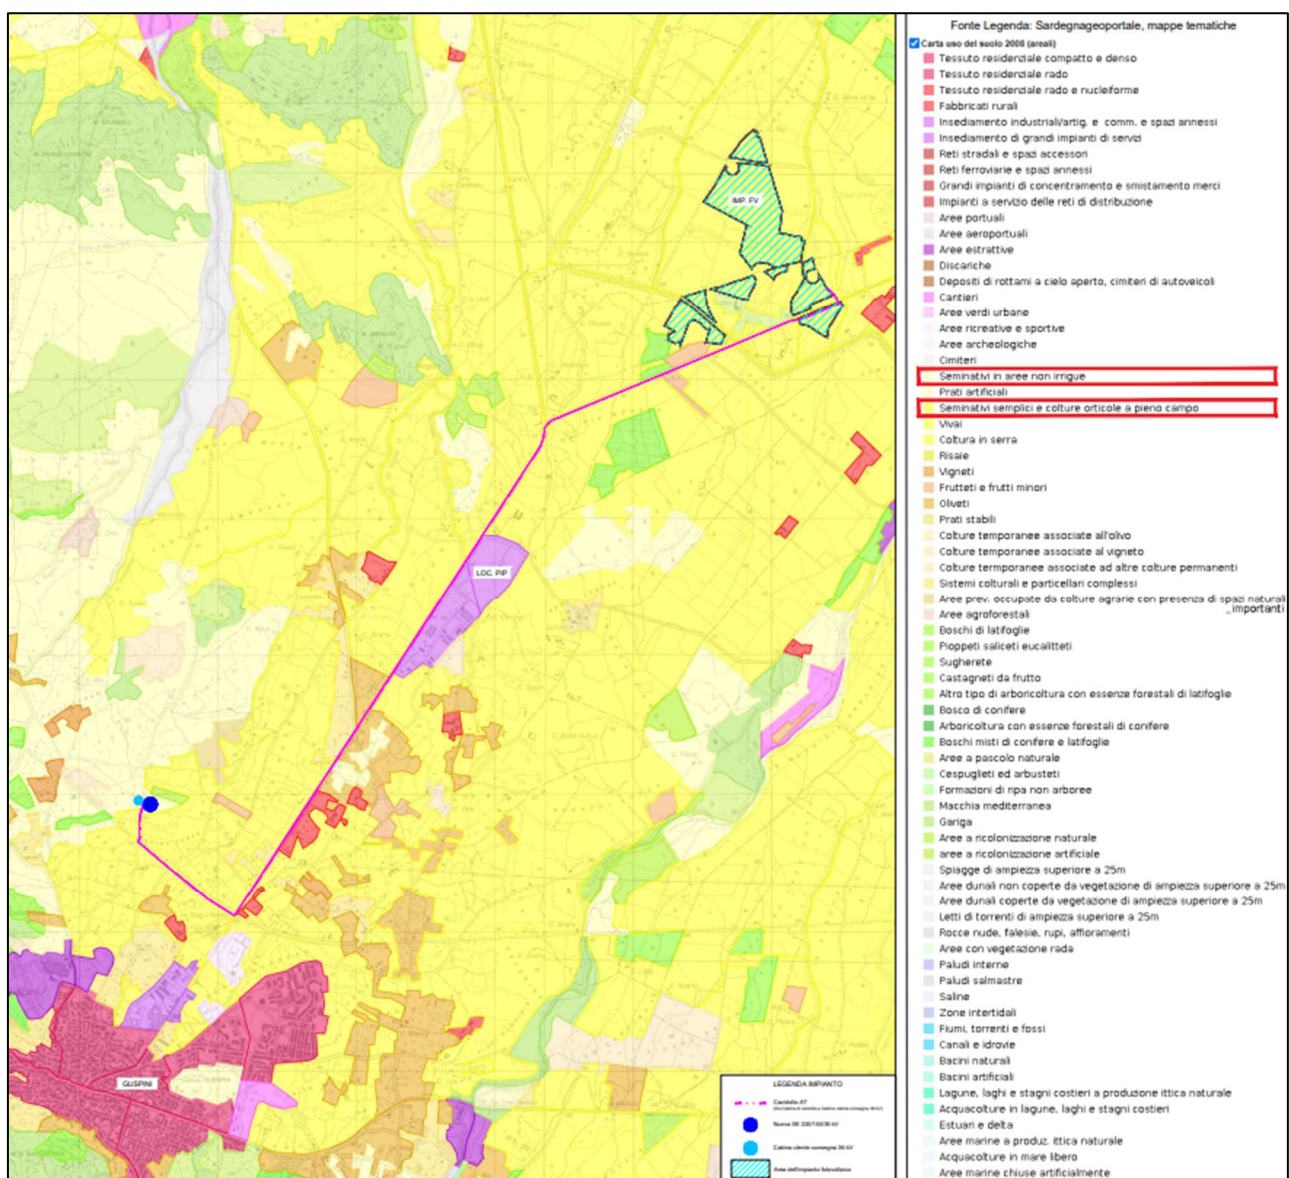 IMP. FV
LOC. PIP
GUSPINI
LEGENDA IMPIANTO
Cavidotto AT
Nuova SE 220/150/36 kV
Cabina utente consegna 36 kV
Area dell'impianto fotovoltaico
Fonte Legenda: Sardegnageoportale, mappe tematiche
Carta uso del suolo 2008 (areali)
Tessuto residenziale compatto e denso
Tessuto residenziale rado
Tessuto residenziale rado e nucleiforme
Fabbricati rurali
Insediamento industriali/artig. e comm. e spazi annessi
Insediamento di grandi impianti di servizi
Reti stradali e spazi accessori
Reti ferroviarie e spazi annessi
Grandi impianti di concentramento e smistamento merci
Impianti a servizio delle reti di distribuzione
Aree portuali
Aree aeroportuali
Aree estrattive
Discariche
Depositi di rottami a cielo aperto, cimiteri di autoveicoli
Cantieri
Aree verdi urbane
Aree ricreative e sportive
Aree archeologiche
Cimiteri
Seminativi in aree non irrigue
Prati artificiali
Seminativi semplici e colture orticole a pieno campo
Vivai
Coltura in serra
Risaie
Vigneti
Frutteti e frutti minori
Oliveti
Prati stabili
Colture temporanee associate all'olivo
Colture temporanee associate al vigneto
Colture termporanee associate ad altre colture permanenti
Sistemi colturali e particellari complessi
Aree prev. occupate da colture agrarie con presenza di spazi naturali
_importanti
Aree agroforestali
Boschi di latifoglie
Pioppeti saliceti eucalitteti
Sugherete
Castagneti da frutto
Altro tipo di arboricoltura con essenze forestali di latifoglie
Bosco di conifere
Arboricoltura con essenze forestali di conifere
Boschi misti di conifere e latifoglie
Aree a pascolo naturale
Cespuglieti ed arbusteti
Formazioni di ripa non arboree
Macchia mediterranea
Gariga
Aree a ricolonizzazione naturale
aree a ricolonizzazione artificiale
Spiagge di ampiezza superiore a 25m
Aree dunali non coperte da vegetazione di ampiezza superiore a 25m
Aree dunali coperte da vegetazione di ampiezza superiore a 25m
Letti di torrenti di ampiezza superiore a 25m
Rocce nude, falesie, rupi, affioramenti
Aree con vegetazione rada
Paludi interne
Paludi salmastre
Saline
Zone intertidali
Fiumi, torrenti e fossi
Canali e idrovie
Bacini naturali
Bacini artificiali
Lagune, laghi e stagni costieri a produzione ittica naturale
Acquacolture in lagune, laghi e stagni costieri
Estuari e delta
Aree marine a produz. ittica naturale
Acquacolture in mare libero
Aree marine chiuse artificialmente